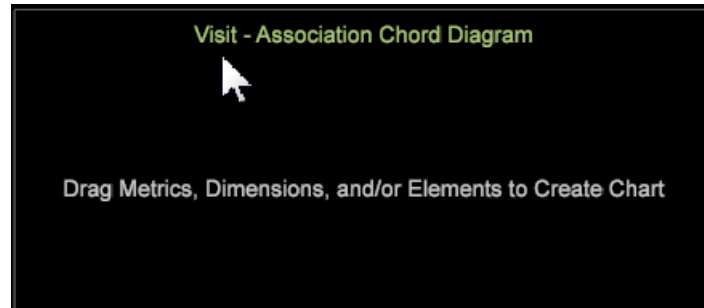 Visit - Association Chord Diagram
Drag Metrics, Dimensions, and/or Elements to Create Chart